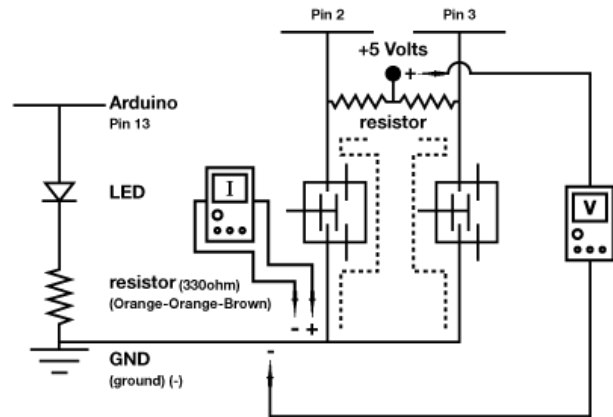 Pin 2
Pin 3
+5 Volts
+
resistor
Arduino
Pin 13
I
LED
V
resistor (330ohm)
(Orange-Orange-Brown)
- +
GND
(ground) (-)
-